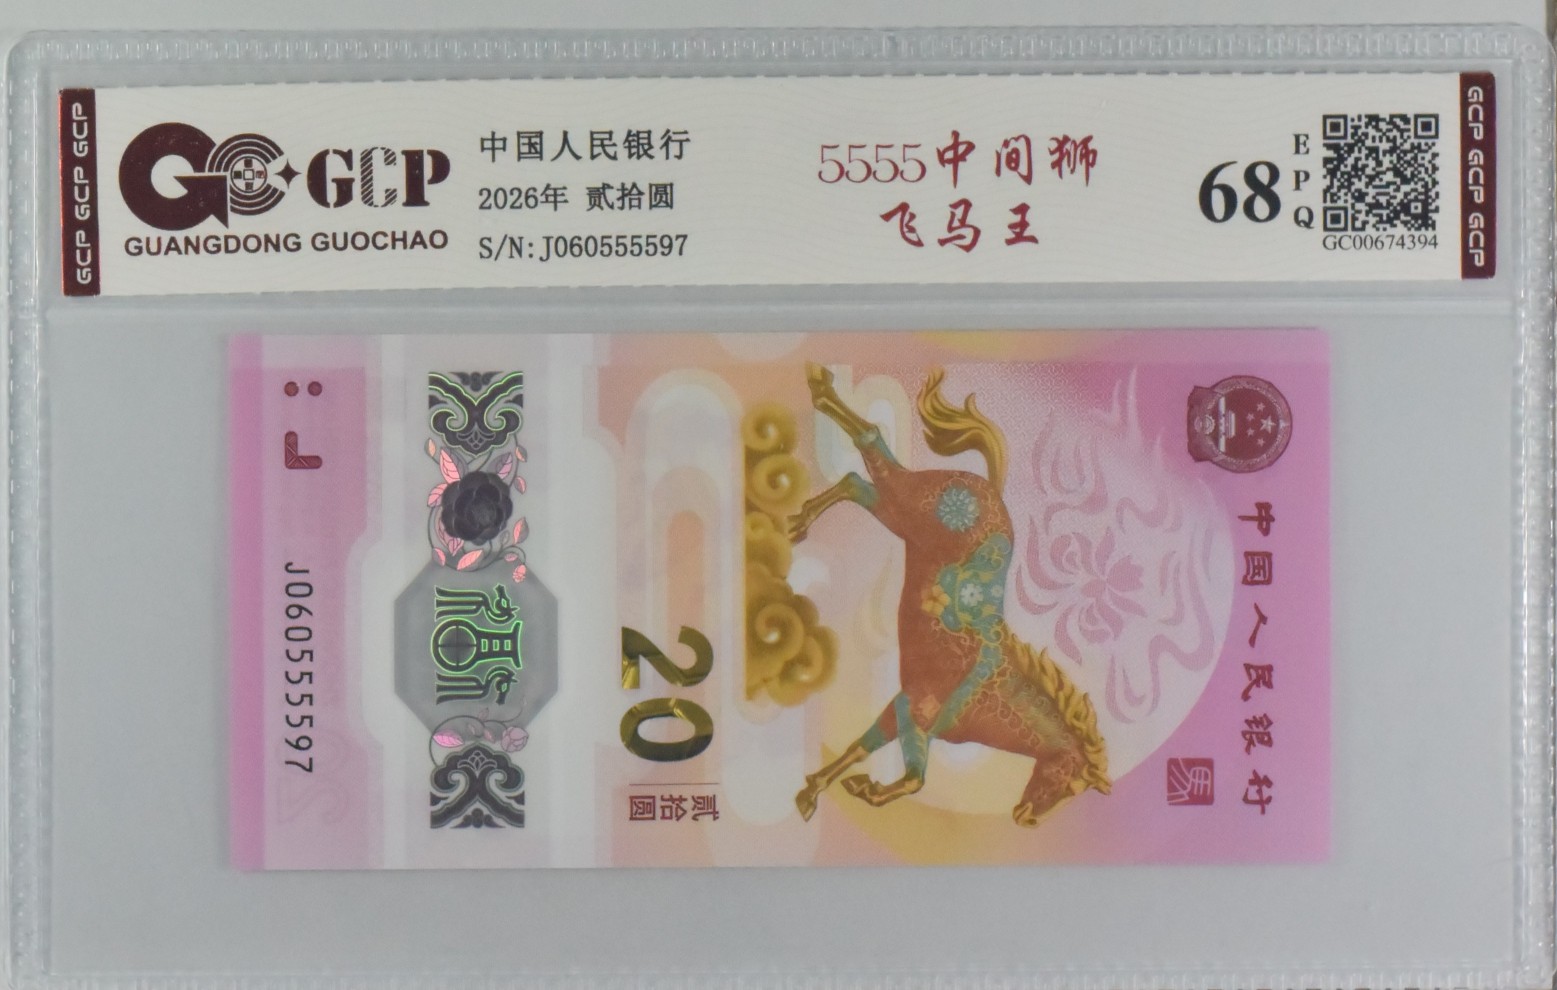 GCP GCP GCP
GCP
GUANGDONG GUOCHAO
中国人民银行
2026年 贰拾圆
S/N:J060555597
5555中间狮
飞马王
68
EPQ
GC00674394
GCP GCP GCP
中国人民银行
马
20
贰拾圆
J060555597